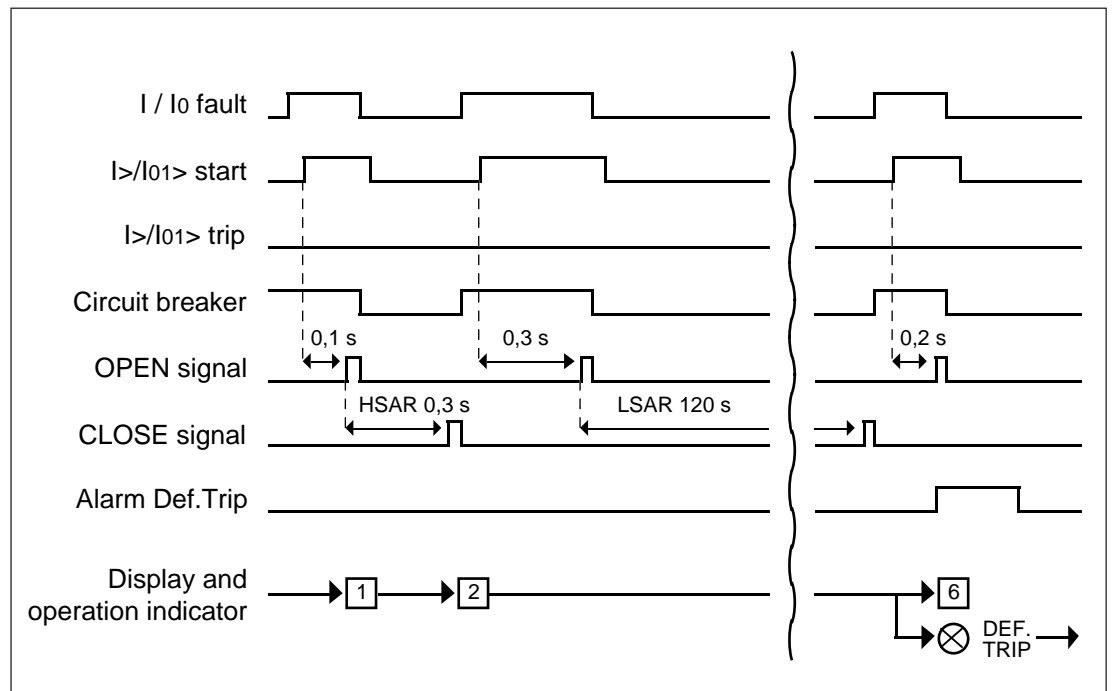 I / I0 fault
I>/I01> start
I>/I01> trip
Circuit breaker
0,1 s
0,3 s
0,2 s
OPEN signal
HSAR 0,3 s
LSAR 120 s
CLOSE signal
Alarm Def.Trip
Display and
operation indicator
1
2
6
DEF.
TRIP